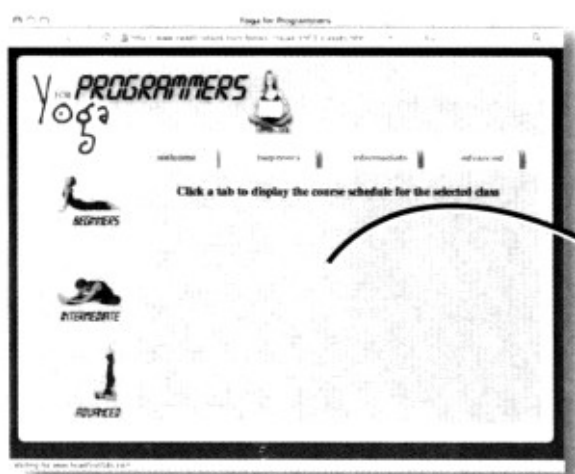 Yoga for Programmers
Yoga FOR PROGRAMMERS
welcome beginners intermediate advanced
Click a tab to display the course schedule for the selected class
BEGINNERS
INTERMEDIATE
ADVANCED